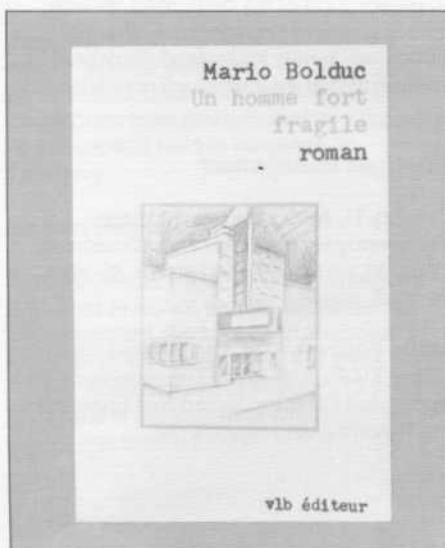 Mario Bolduc
Un homme fort
fragile
roman
vlb éditeur